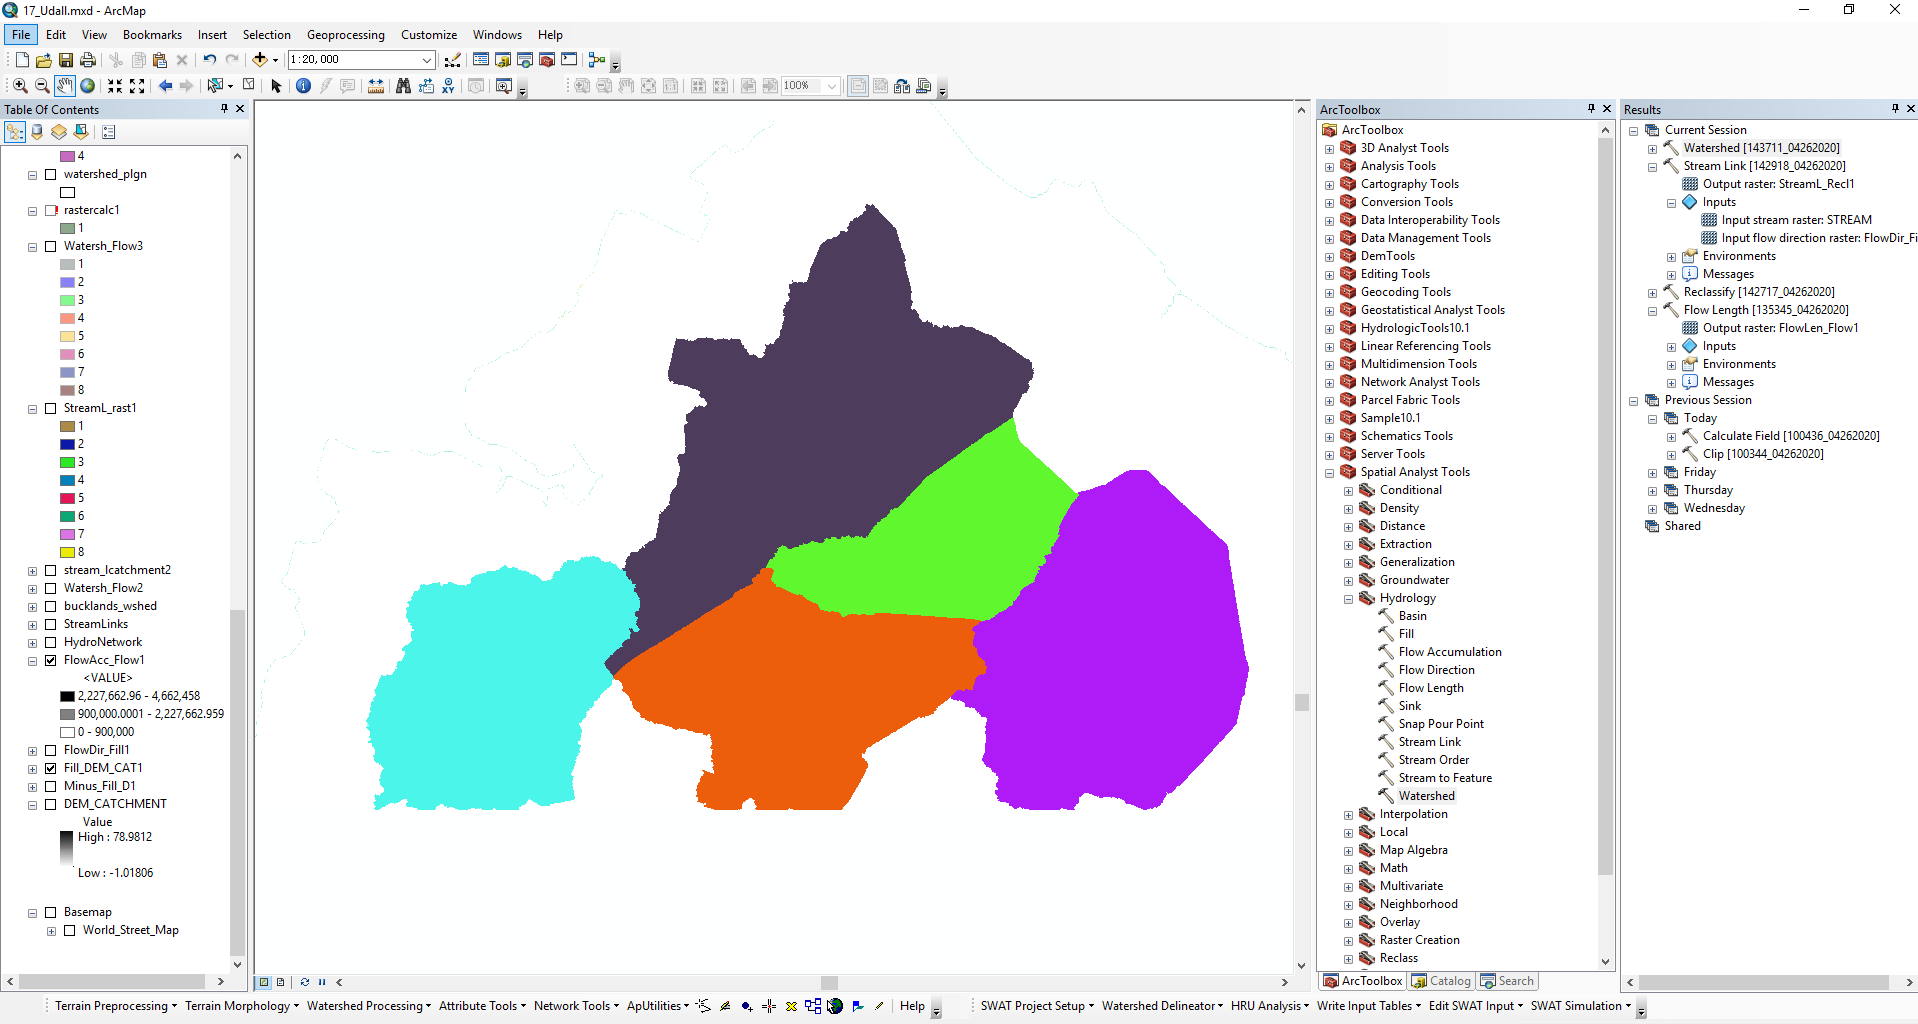 17_Udall.mxd - ArcMap
File Edit View Bookmarks Insert Selection Geoprocessing Customize Windows Help
1:20,000
100%
Table Of Contents
4
watershed_plgn
rastercalc1
1
Watersh_Flow3
1
2
3
4
5
6
7
8
StreamL_rast1
1
2
3
4
5
6
7
8
stream_lcatchment2
Watersh_Flow2
bucklands_wshed
StreamLinks
HydroNetwork
FlowAcc_Flow1
<VALUE>
2,227,662.96 - 4,662,458
900,000.0001 - 2,227,662.959
0 - 900,000
FlowDir_Fill1
Fill_DEM_CAT1
Minus_Fill_D1
DEM_CATCHMENT
Value
High : 78.9812
Low : -1.01806
Basemap
World_Street_Map
ArcToolbox
ArcToolbox
3D Analyst Tools
Analysis Tools
Cartography Tools
Conversion Tools
Data Interoperability Tools
Data Management Tools
DemTools
Editing Tools
Geocoding Tools
Geostatistical Analyst Tools
HydrologicTools10.1
Linear Referencing Tools
Multidimension Tools
Network Analyst Tools
Parcel Fabric Tools
Sample10.1
Schematics Tools
Server Tools
Spatial Analyst Tools
Conditional
Density
Distance
Extraction
Generalization
Groundwater
Hydrology
Basin
Fill
Flow Accumulation
Flow Direction
Flow Length
Sink
Snap Pour Point
Stream Link
Stream Order
Stream to Feature
Watershed
Interpolation
Local
Map Algebra
Math
Multivariate
Neighborhood
Overlay
Raster Creation
Reclass
ArcToolbox Catalog Search
Results
Current Session
Watershed [143711_04262020]
Stream Link [142918_04262020]
Output raster: StreamL_Recl1
Inputs
Input stream raster: STREAM
Input flow direction raster: FlowDir_Fi
Environments
Messages
Reclassify [142717_04262020]
Flow Length [135345_04262020]
Output raster: FlowLen_Flow1
Inputs
Environments
Messages
Previous Session
Today
Calculate Field [100436_04262020]
Clip [100344_04262020]
Friday
Thursday
Wednesday
Shared
Terrain Preprocessing Terrain Morphology Watershed Processing Attribute Tools Network Tools ApUtilities Help SWAT Project Setup Watershed Delineator HRU Analysis Write Input Tables Edit SWAT Input SWAT Simulation